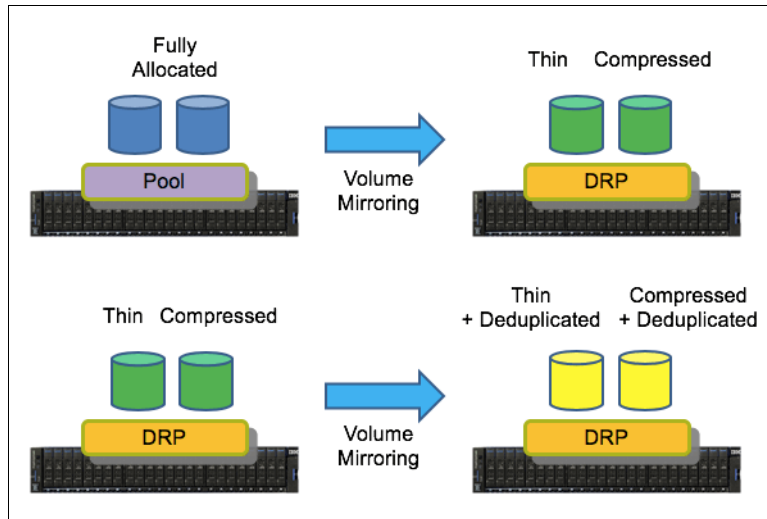 Fully
Allocated
Thin Compressed
Pool
Volume
Mirroring
DRP
Thin Compressed
Thin
+ Deduplicated
Compressed
+ Deduplicated
DRP
Volume
Mirroring
DRP